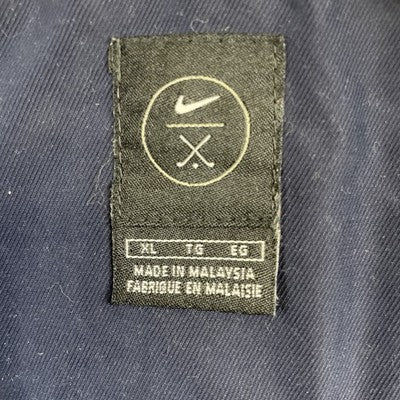 XL TG EG
MADE IN MALAYSIA
FABRIQUE EN MALAISIE